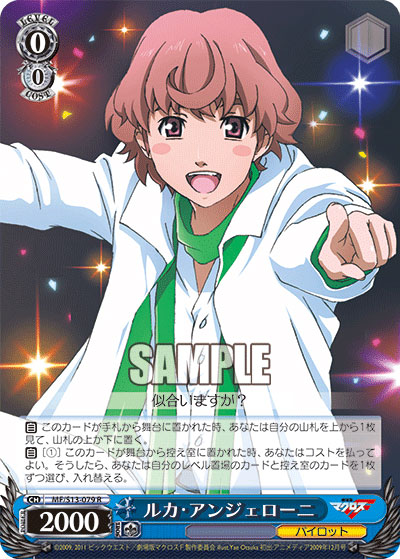 LEVEL
0
0
COST
SAMPLE
似合いますか?
自 このカードが手札から舞台に置かれた時、あなたは自分の山札を上から1枚
見て、山札の上か下に置く。
自 [①] このカードが舞台から控え室に置かれた時、あなたはコストを払って
よい。そうしたら、あなたは自分のレベル置場のカードと控え室のカードを1枚
ずつ選び、入れ替える。
CH
MF/S13-079 R
2000
ルカ・アンジェローニ
マクロスF
パイロット
©2009, 2011 ビックウエスト/劇場版マクロスF製作委員会